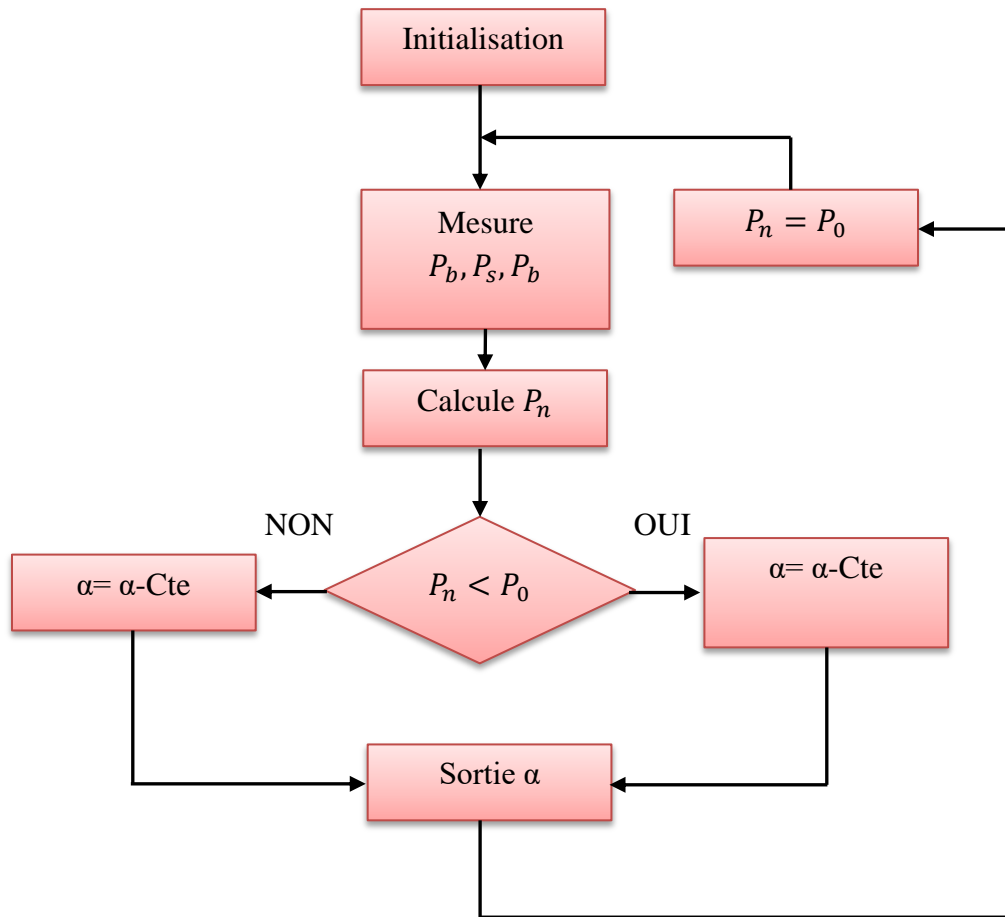 Initialisation
Mesure
P_b, P_s, P_b
P_n = P_0
Calcule P_n
NON
OUI
α= α-Cte
P_n < P_0
α= α-Cte
Sortie α